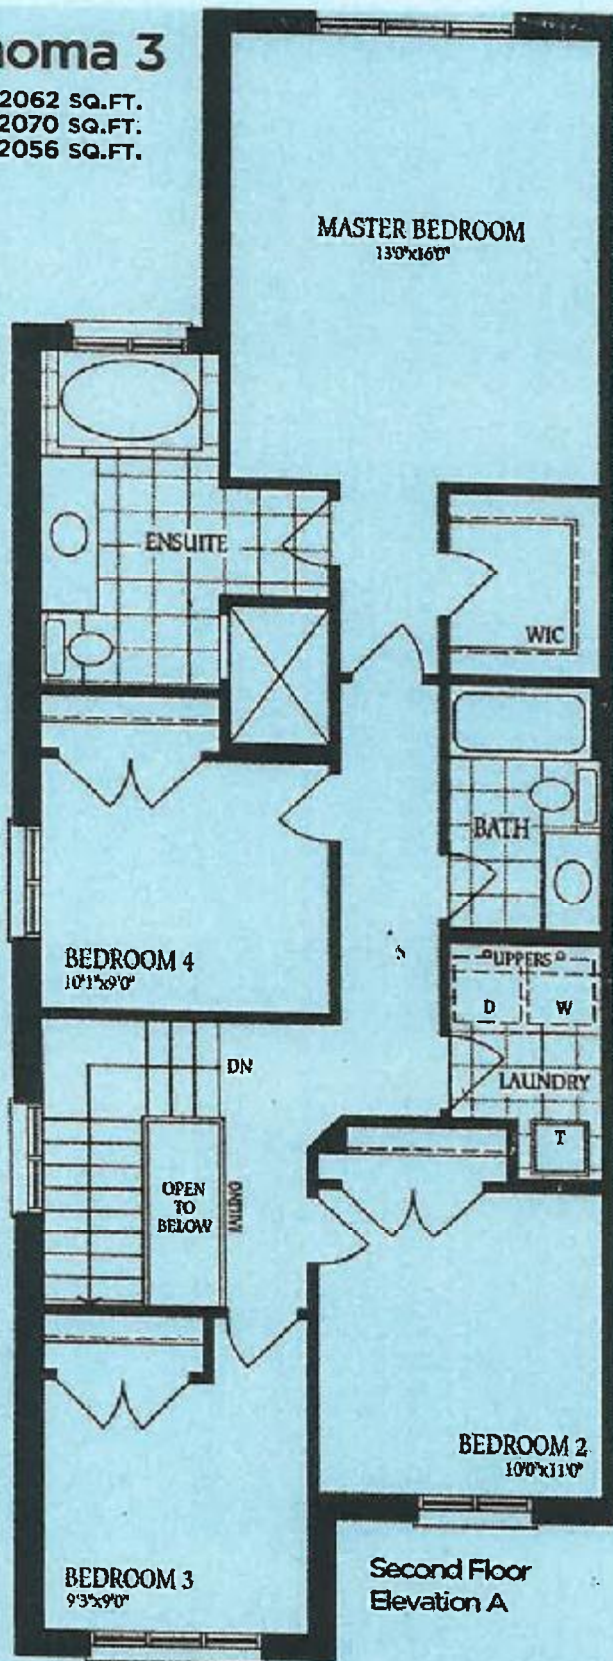 noma 3
2062 SQ.FT.
2070 SQ.FT.
2056 SQ.FT.
MASTER BEDROOM
13'0"x16'0"
ENSUITE
WIC
BATH
BEDROOM 4
10'1"x9'0"
UPPERS
D W
LAUNDRY
T
DN
OPEN
TO
BELOW
RAILING
BEDROOM 2
10'0"x11'0"
BEDROOM 3
9'3"x9'0"
Second Floor
Elevation A